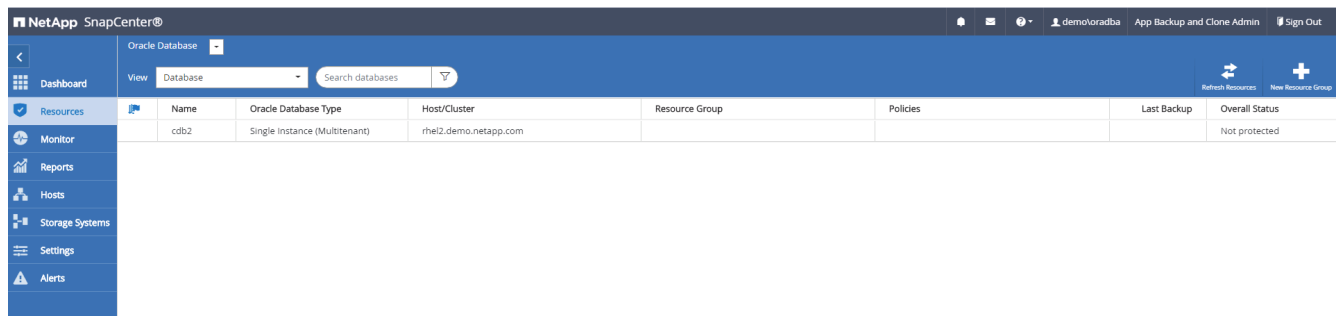 NetApp SnapCenter®
demo\oradba App Backup and Clone Admin Sign Out
Oracle Database
Dashboard
View Database Search databases
Refresh Resources New Resource Group
Resources
Name Oracle Database Type Host/Cluster Resource Group Policies Last Backup Overall Status
cdb2 Single Instance (Multitenant) rhel2.demo.netapp.com Not protected
Monitor
Reports
Hosts
Storage Systems
Settings
Alerts